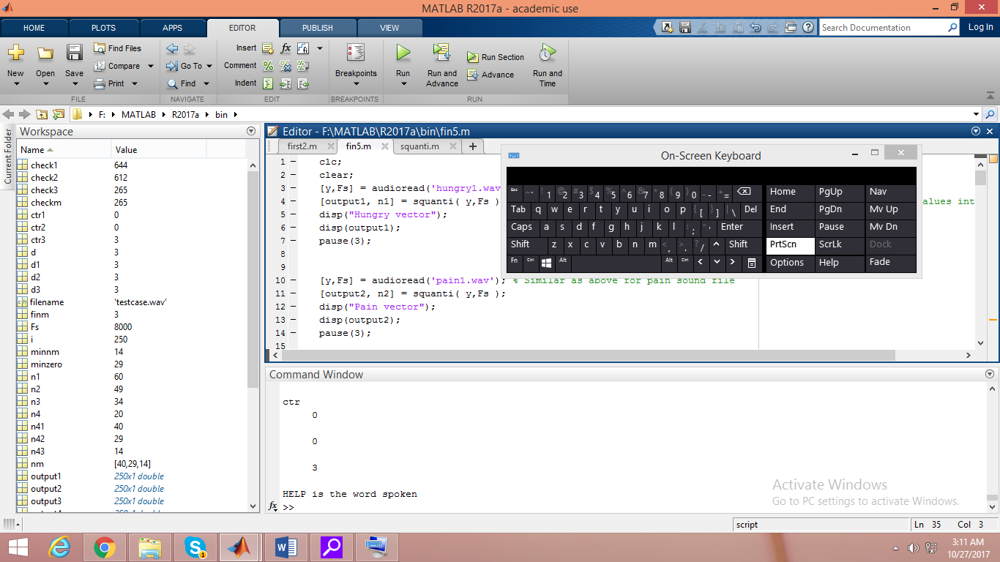 MATLAB R2017a - academic use
HOME PLOTS APPS EDITOR PUBLISH VIEW Search Documentation Log In
New Open Save Find Files Compare Print
Go To Find
Insert fx Comment Indent
Breakpoints
Run Run and Advance Run Section Advance Run and Time
FILE NAVIGATE EDIT BREAKPOINTS RUN
F: MATLAB R2017a bin
Current Folder
Workspace
Name Value
check1 644
check2 612
check3 265
checkm 265
ctr1 0
ctr2 0
ctr3 3
d 3
d1 3
d2 3
d3 3
filename 'testcase.wav'
finm 3
Fs 8000
i 250
minnm 14
minzero 29
n1 60
n2 49
n3 34
n4 20
n41 40
n42 29
n43 14
nm [40,29,14]
output1 250x1 double
output2 250x1 double
output3 250x1 double
Editor - F:\MATLAB\R2017a\bin\fin5.m
first2.m fin5.m squanti.m +
1 - clc;
2 - clear;
3 - [y,Fs] = audioread('hungry1.wav
4 - [output1, n1] = squanti( y,Fs ) alues int
5 - disp("Hungry vector");
6 - disp(output1);
7 - pause(3);
8
9
10 - [y,Fs] = audioread('pain1.wav'); % Similar as above for pain sound file
11 - [output2, n2] = squanti( y,Fs );
12 - disp("Pain vector");
13 - disp(output2);
14 - pause(3);
15
On-Screen Keyboard
Esc ~ ` ! 1 @ 2 # 3 $ 4 % 5 ^ 6 & 7 * 8 ( 9 ) 0 _ - + = Home PgUp Nav
Tab q w e r t y u i o p { [ } ] | \ Del End PgDn Mv Up
Caps a s d f g h j k l : ; " ' Enter Insert Pause Mv Dn
Shift z x c v b n m < , > . ? / ^ Shift PrtScn ScrLk Dock
Fn Ctrl Alt Alt Ctrl Options Help Fade
Command Window
ctr
0
0
3
HELP is the word spoken
fx >>
Activate Windows
Go to PC settings to activate Windows.
script Ln 35 Col 3
3:11 AM
10/27/2017